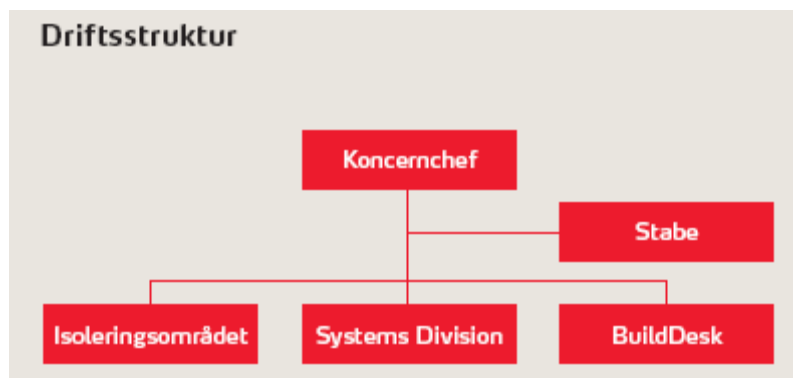 Driftsstruktur
Koncernchef
Stabe
Isoleringsområdet
Systems Division
BuildDesk